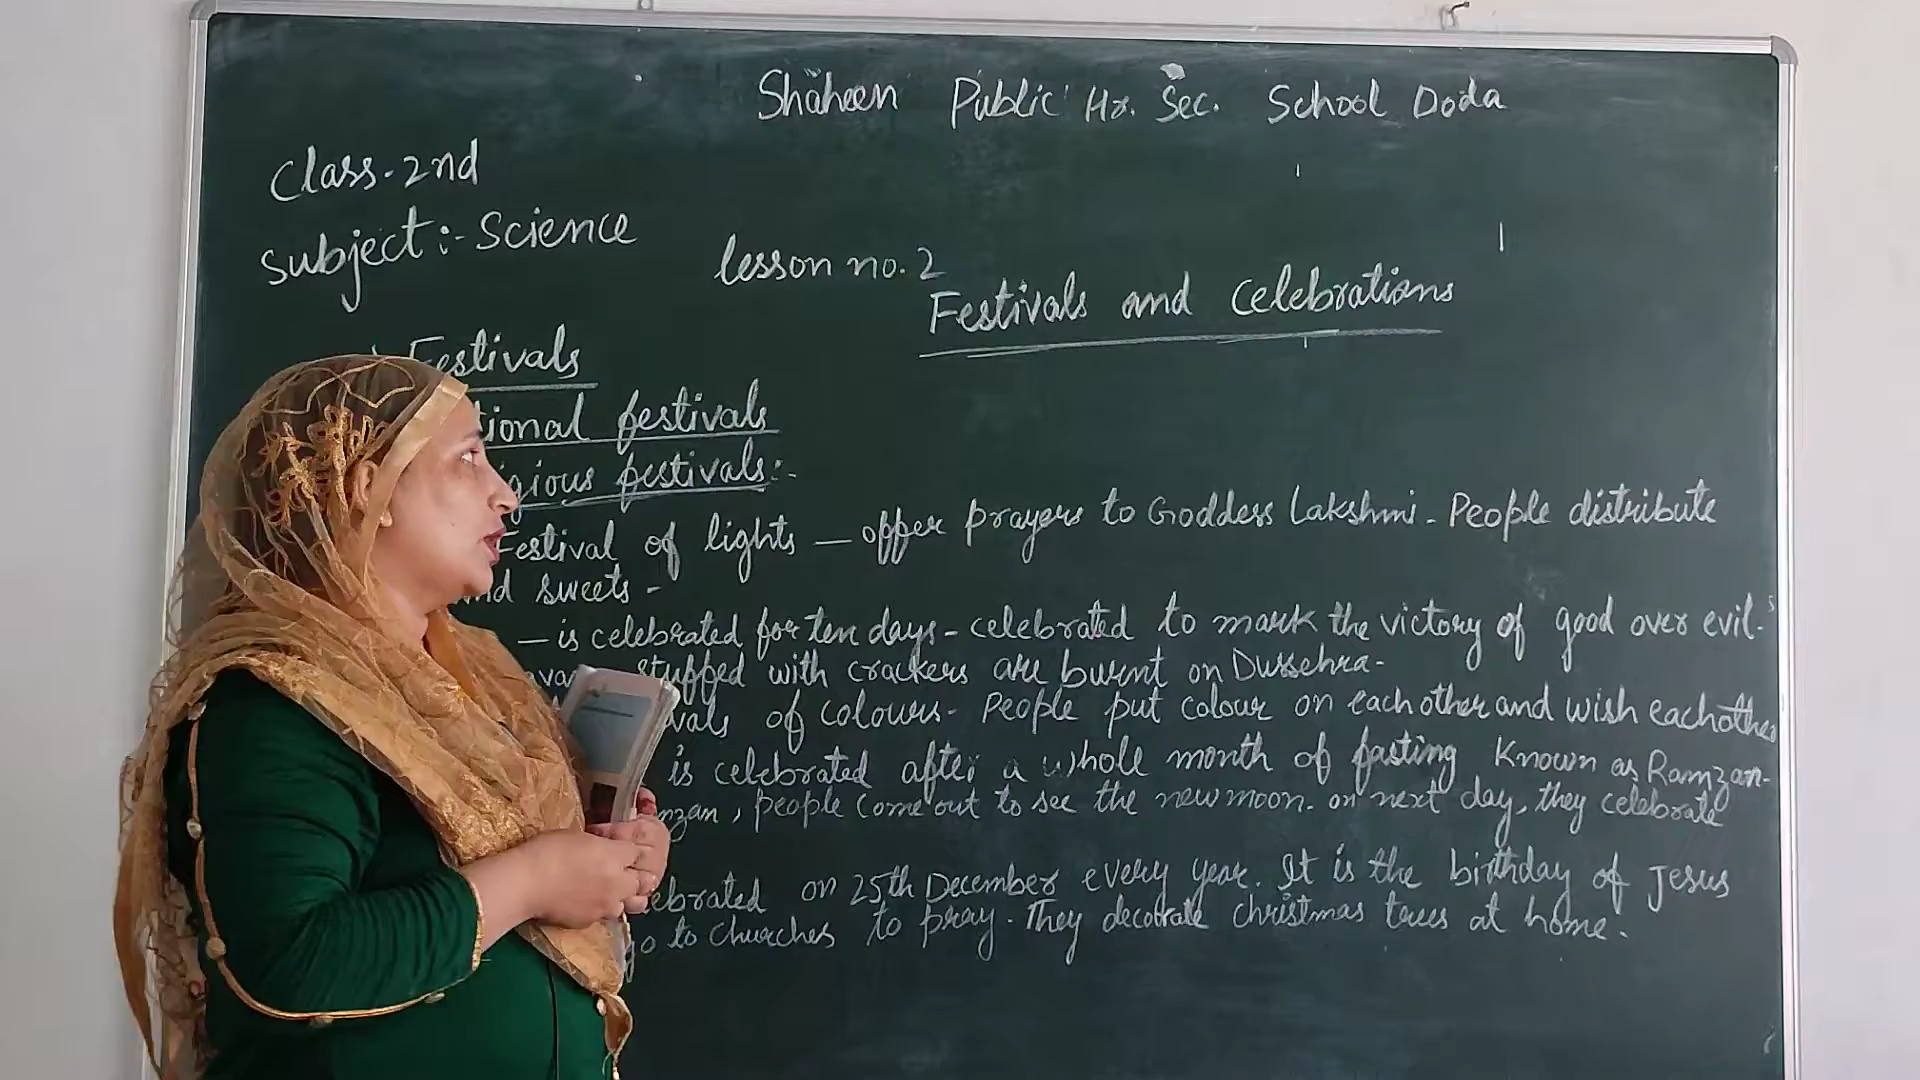 Shaheen Public Hr. Sec. School Doda
Class-2nd
Subject:- Science
lesson no. 2
Festivals and Celebrations
Festivals
tional festivals
gious festivals:-
Festival of lights — offer prayers to Goddess Lakshmi - People distribute
nd sweets -
— is celebrated for ten days - celebrated to mark the victory of good over evil.
stuffed with crackers are burnt on Dussehra -
vals of colours - People put colour on each other and wish each other
is celebrated after a whole month of fasting Known as Ramzan -
mzan, people come out to see the new moon. on next day, they celebrate
ebrated on 25th December every year. It is the birthday of Jesus
go to churches to pray. They decorate christmas trees at home.